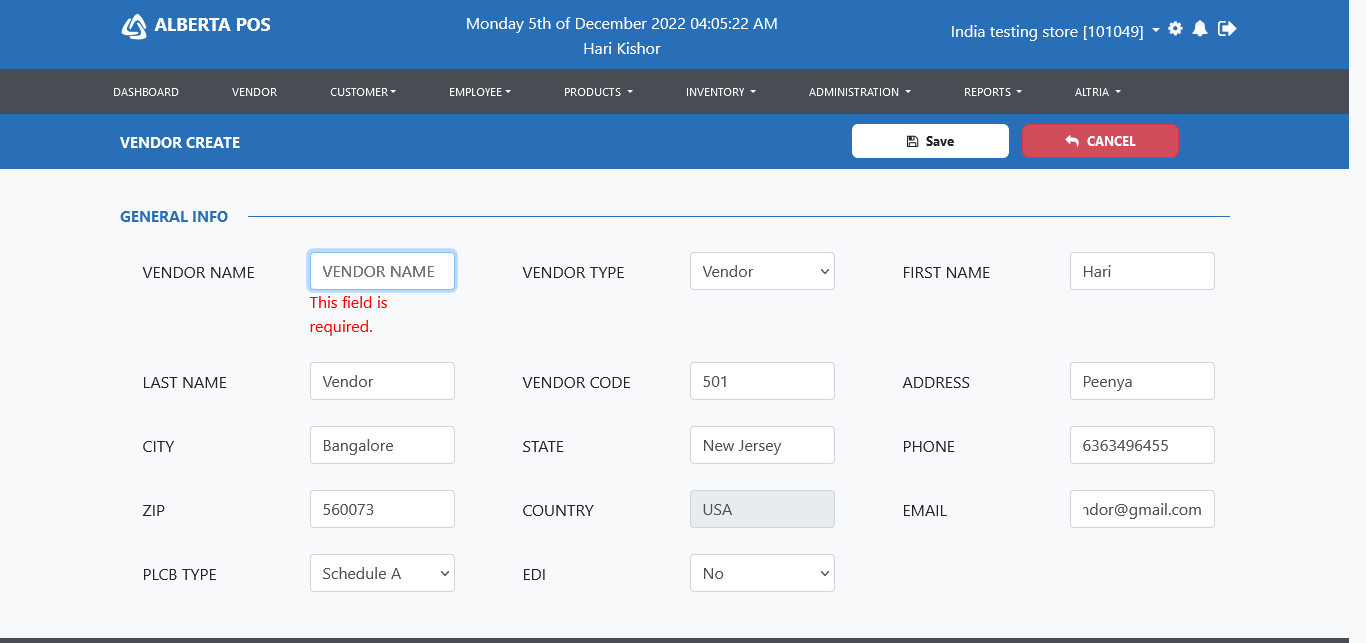 ALBERTA POS
Monday 5th of December 2022 04:05:22 AM
Hari Kishor
India testing store [101049]
DASHBOARD VENDOR CUSTOMER EMPLOYEE PRODUCTS INVENTORY ADMINISTRATION REPORTS ALTRIA
VENDOR CREATE Save CANCEL
GENERAL INFO
VENDOR NAME VENDOR NAME VENDOR TYPE Vendor FIRST NAME Hari
This field is
required.
LAST NAME Vendor VENDOR CODE 501 ADDRESS Peenya
CITY Bangalore STATE New Jersey PHONE 6363496455
ZIP 560073 COUNTRY USA EMAIL ndor@gmail.com
PLCB TYPE Schedule A EDI No